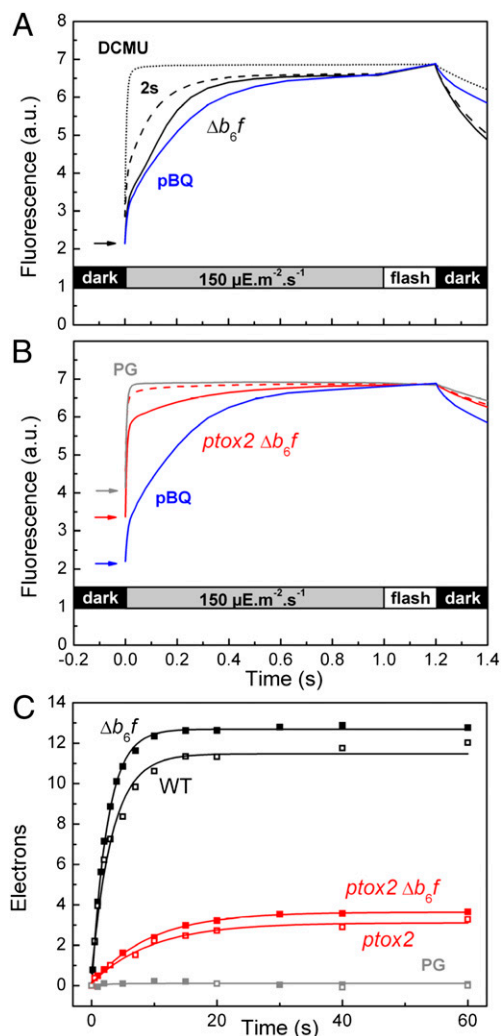 A
DCMU
2s
Δb₆f
pBQ
Fluorescence (a.u.)
8
7
6
5
4
3
2
1
0
dark
150 μE.m⁻².s⁻¹
flash
dark
B
PG
ptox2 Δb₆f
pBQ
Fluorescence (a.u.)
8
7
6
5
4
3
2
1
0
dark
150 μE.m⁻².s⁻¹
flash
dark
-0.2 0.0 0.2 0.4 0.6 0.8 1.0 1.2 1.4
Time (s)
C
Δb₆f
WT
ptox2 Δb₆f
ptox2
PG
Electrons
14
12
10
8
6
4
2
0
0 20 40 60
Time (s)